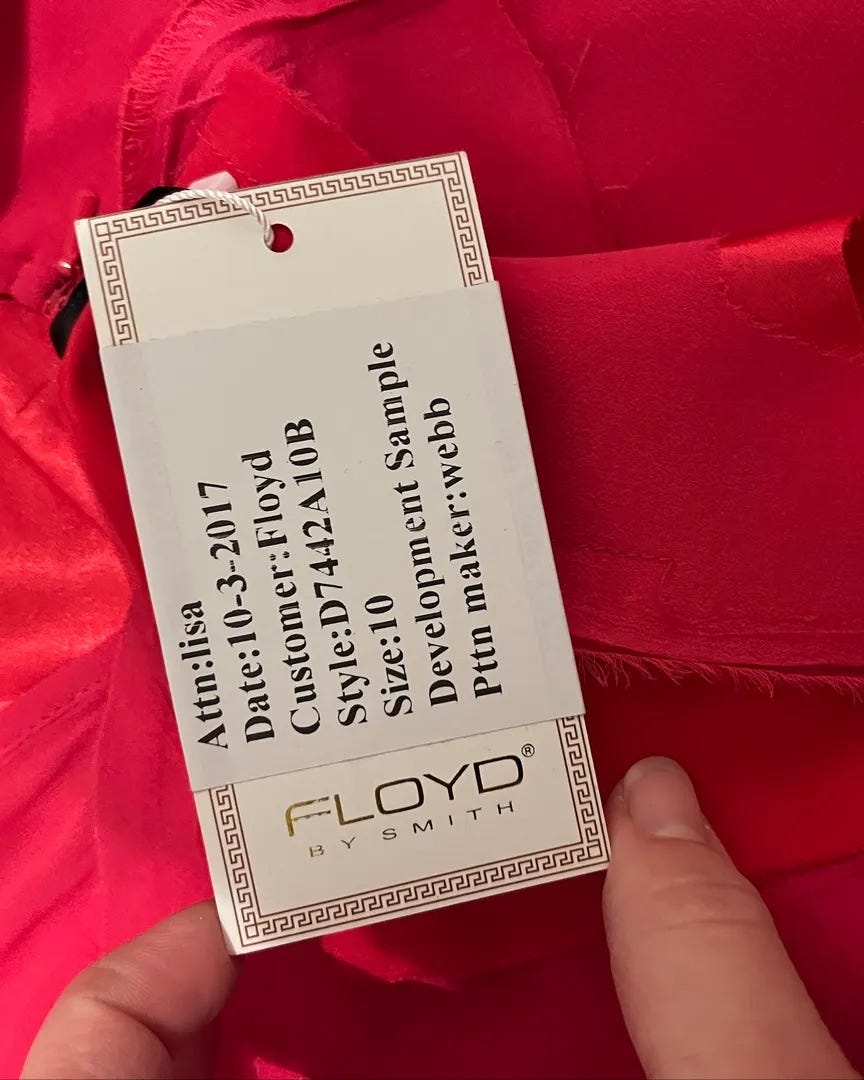 Attn:lisa
Date:10-3-2017
Customer:Floyd
Style:D7442A10B
Size:10
Development Sample
Pttn maker:webb
FLOYD®
BY SMITH